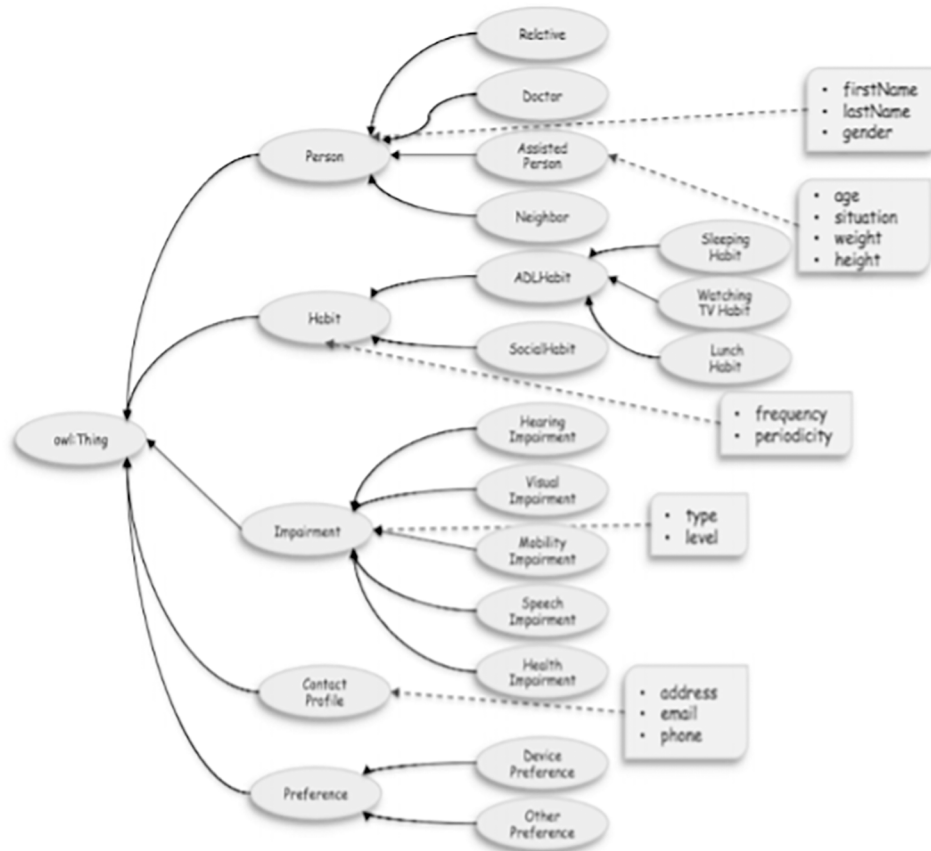 Relative
Doctor
• firstName
• lastName
• gender
Person
Assisted
Person
• age
• situation
• weight
• height
Neighbor
Sleeping
Habit
ADLHabit
Watching
TV Habit
Habit
SocialHabit
Lunch
Habit
• frequency
• periodicity
owl:Thing
Hearing
Impairment
Visual
Impairment
Impairment
• type
• level
Mobility
Impairment
Speech
Impairment
Health
Impairment
Contact
Profile
• address
• email
• phone
Device
Preference
Preference
Other
Preference